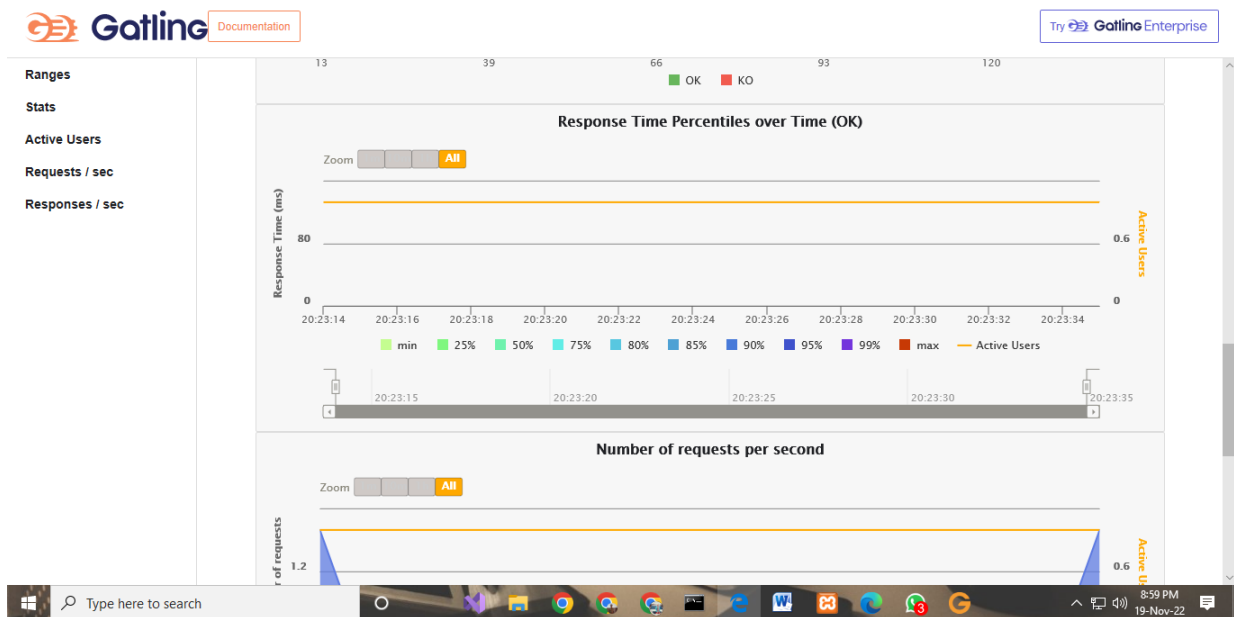 Gatling Documentation Try Gatling Enterprise
Ranges
Stats
Active Users
Requests / sec
Responses / sec
13 39 66 93 120
OK KO
Response Time Percentiles over Time (OK)
Zoom All
Response Time (ms)
80
0
0.6
0
Active Users
20:23:14 20:23:16 20:23:18 20:23:20 20:23:22 20:23:24 20:23:26 20:23:28 20:23:30 20:23:32 20:23:34
min 25% 50% 75% 80% 85% 90% 95% 99% max Active Users
20:23:15 20:23:20 20:23:25 20:23:30 20:23:35
Number of requests per second
Zoom All
of requests
1.2
0.6
Active
Type here to search
3
8:59 PM
19-Nov-22